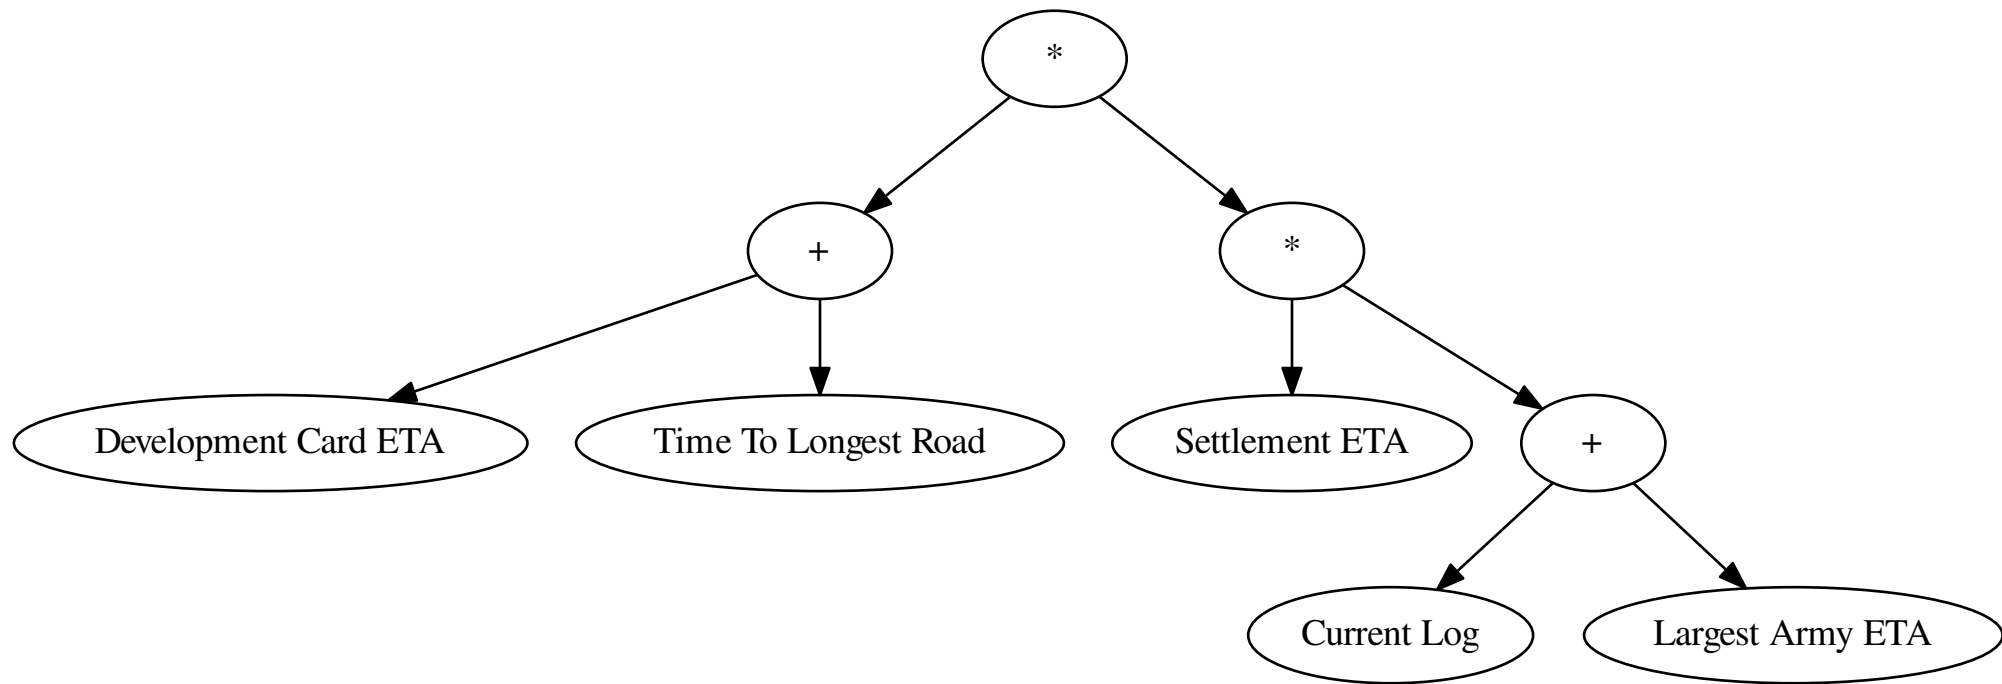 *
+
*
Development Card ETA
Time To Longest Road
Settlement ETA
+
Current Log
Largest Army ETA